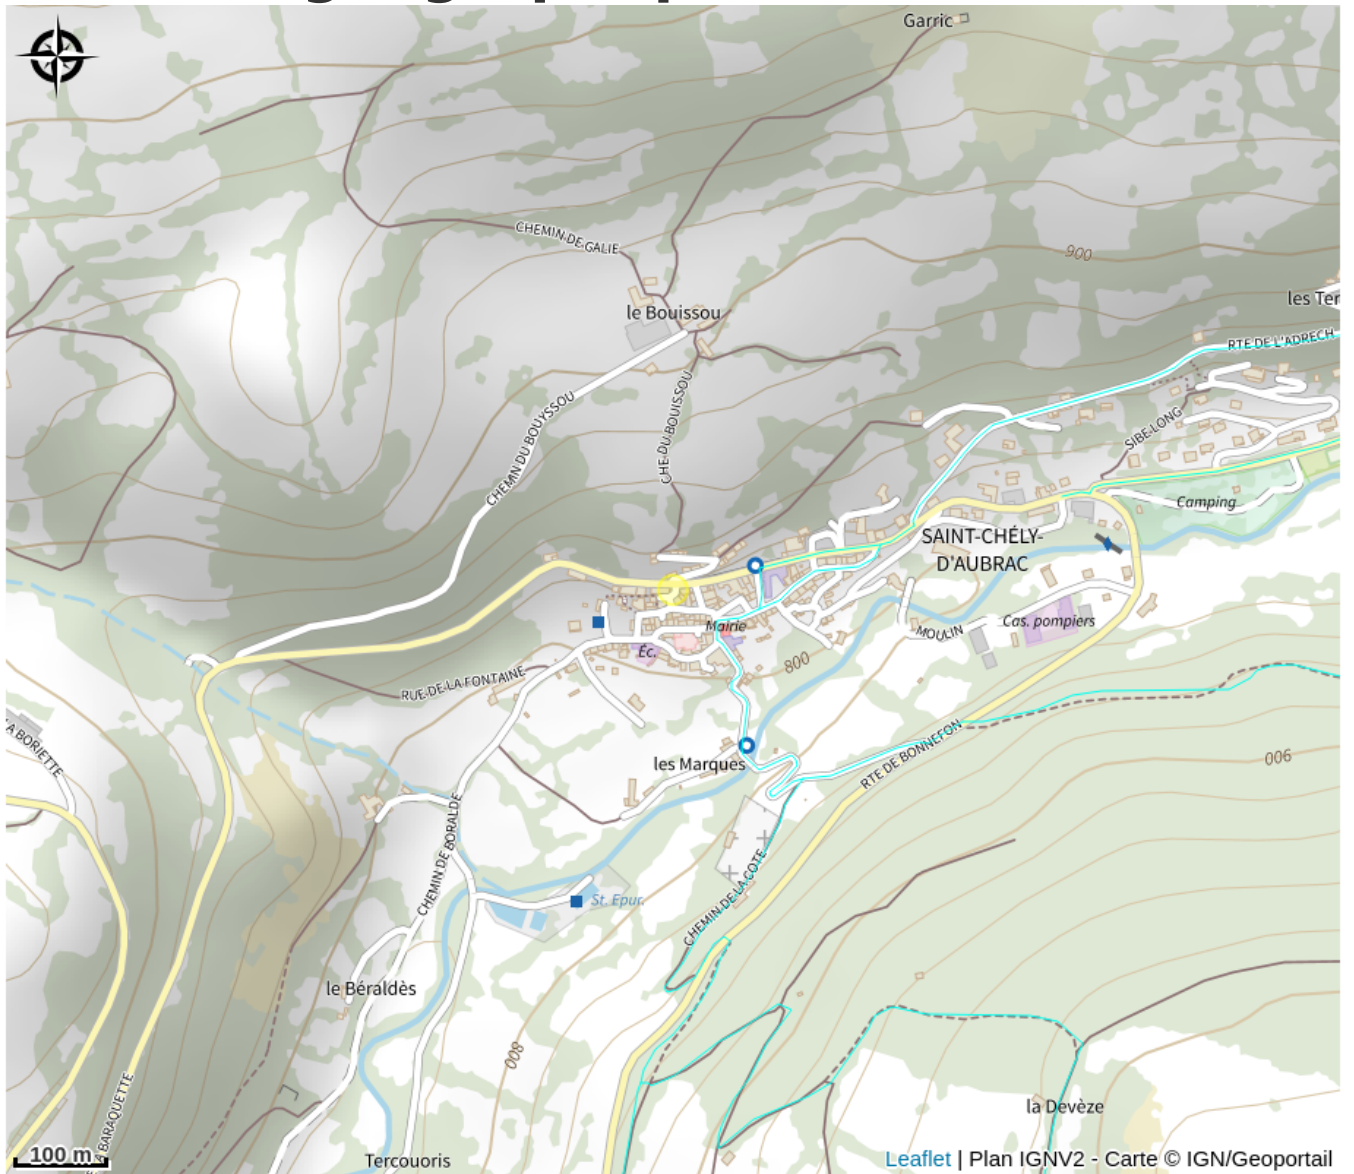 Garric
CHEMIN DE GALIE
900
les Ter
le Bouissou
RTE DE L'ADRECH
CHEMIN DU BOUYSSOU
CHE DU BOUISSOU
SIBE-LONG
Camping
SAINT-CHÉLY-
D'AUBRAC
Mairie
MOULIN
Cas. pompiers
Éc.
800
RUE DE LA FONTAINE
LA BORIETTE
les Marques
RTE DE BONNEFON
900
CHEMIN DE BORALDE
CHEMIN DE LA COTE
St. Epur.
le Béraldès
800
la Devèze
BARAQUETTE
100 m
Tercouoris
Leaflet | Plan IGNV2 - Carte © IGN/Geoportail